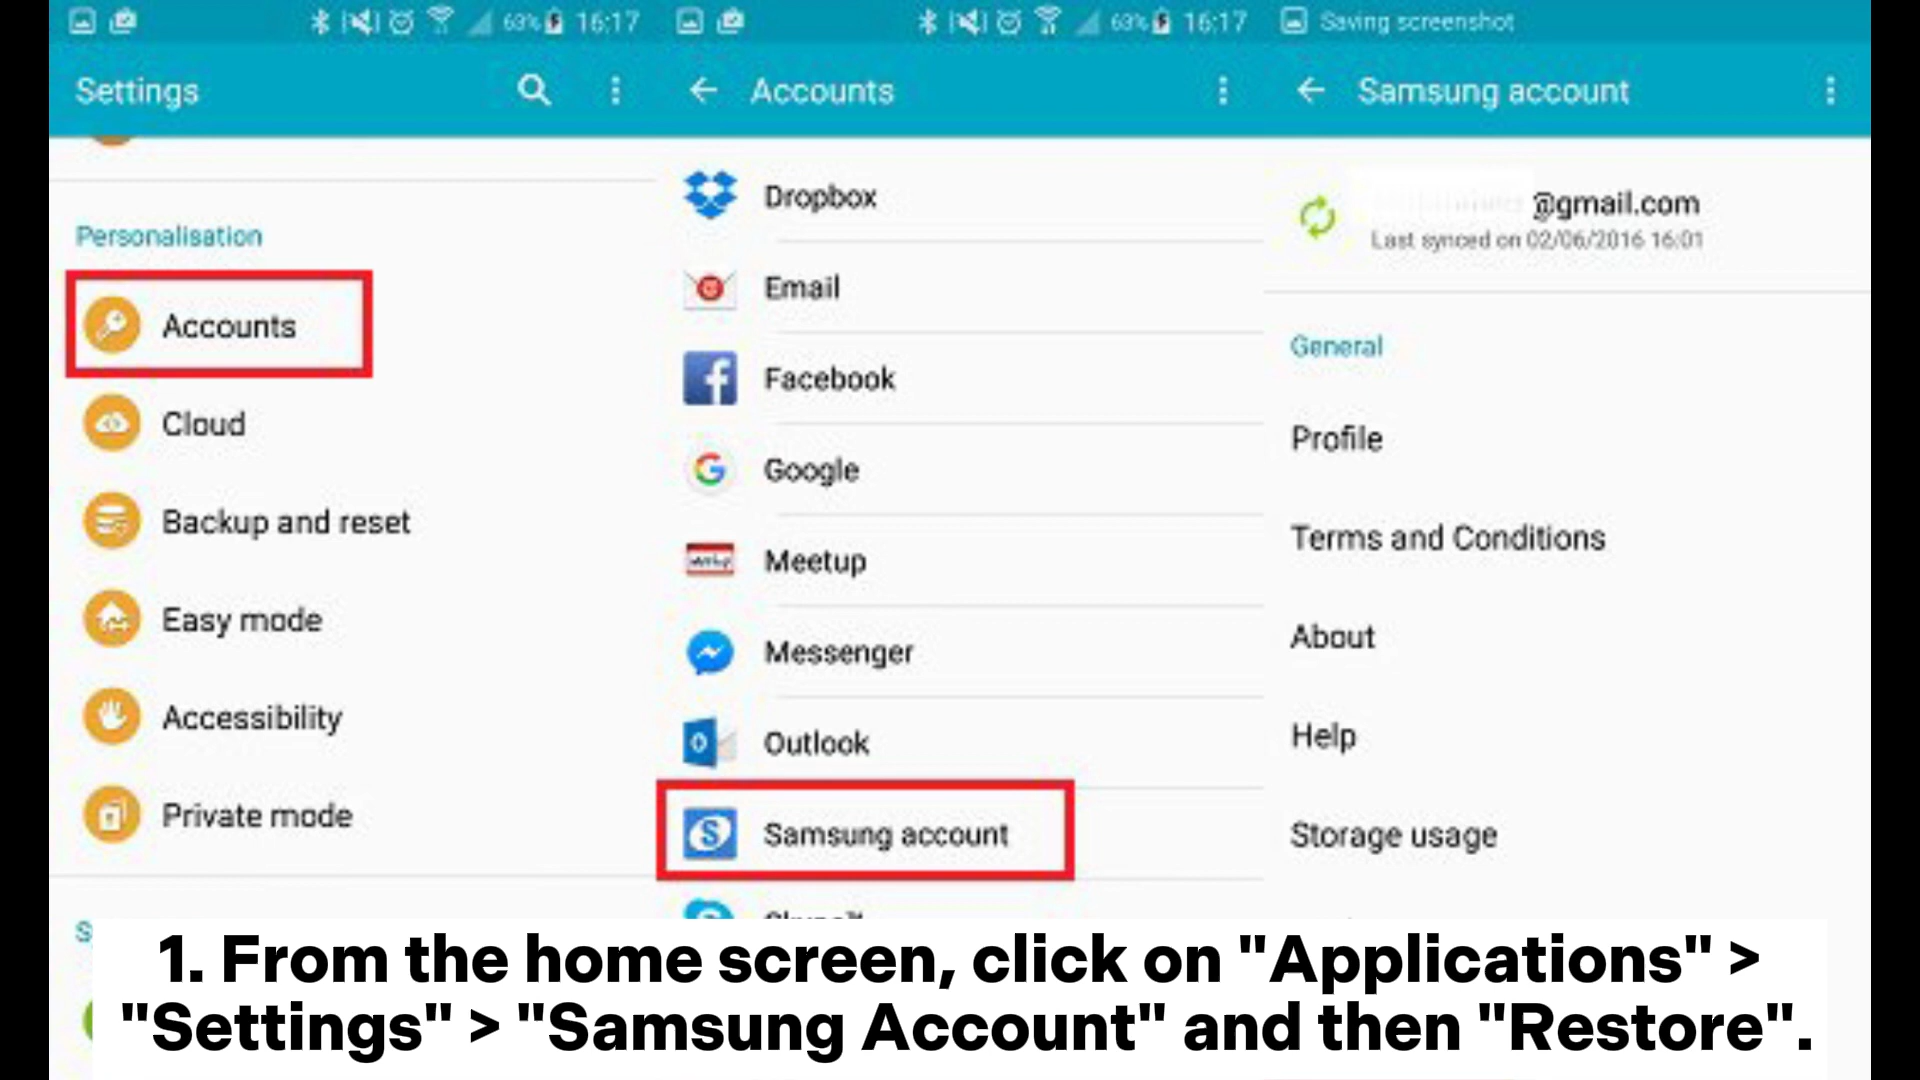 63% 16:17
Settings
Personalisation
Accounts
Cloud
Backup and reset
Easy mode
Accessibility
Private mode
63% 16:17
Accounts
Dropbox
Email
Facebook
Google
Meetup
Messenger
Outlook
Samsung account
Saving screenshot
Samsung account
@gmail.com
Last synced on 02/06/2016 16:01
General
Profile
Terms and Conditions
About
Help
Storage usage
1. From the home screen, click on "Applications" >
"Settings" > "Samsung Account" and then "Restore".